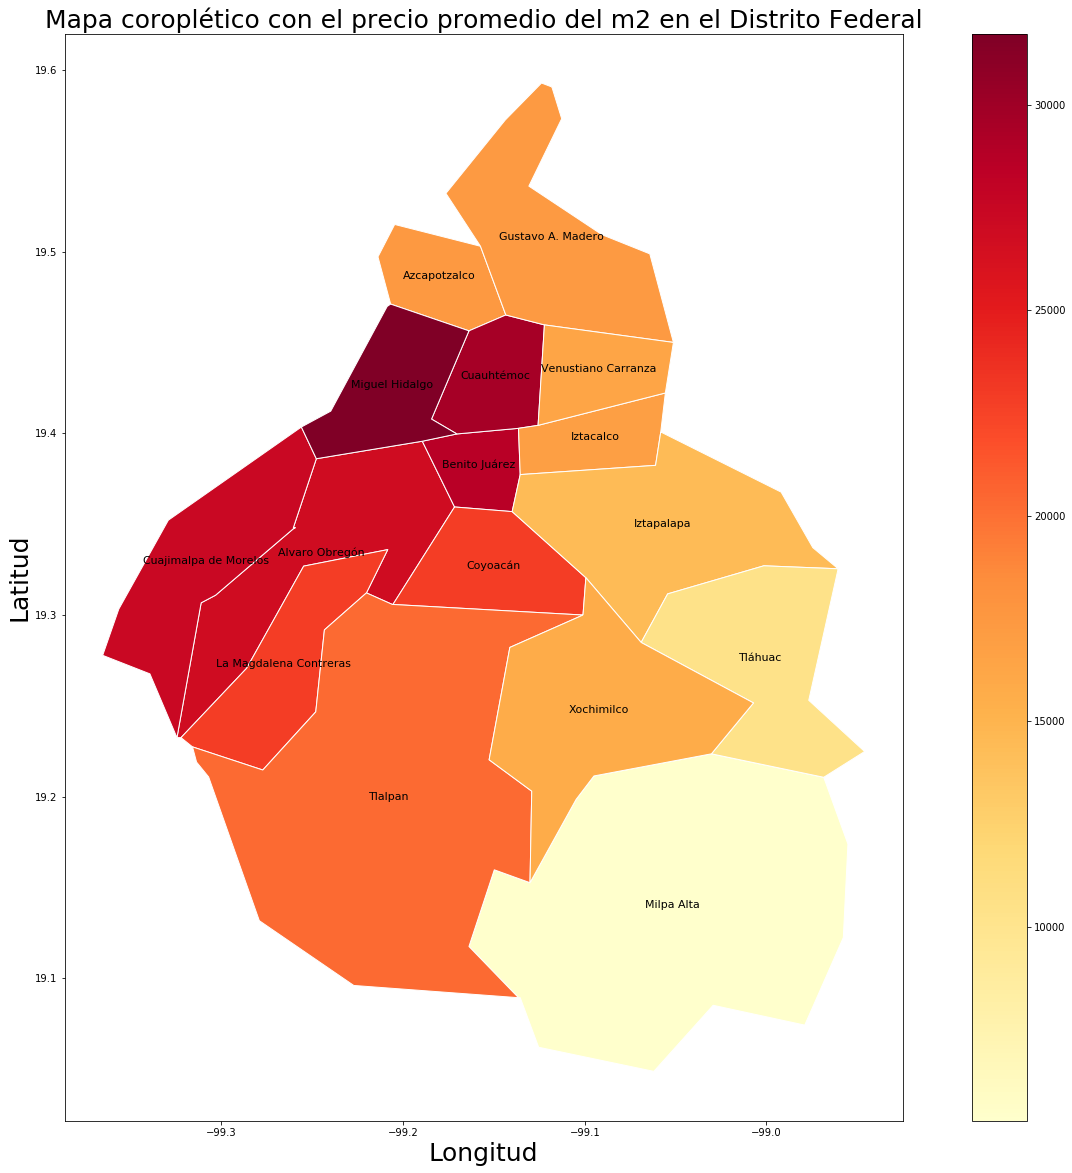 Mapa coroplético con el precio promedio del m2 en el Distrito Federal
19.6
19.5
19.4
19.3
19.2
19.1
Latitud
Gustavo A. Madero
Azcapotzalco
Venustiano Carranza
Cuauhtémoc
Miguel Hidalgo
Iztacalco
Benito Juárez
Iztapalapa
Alvaro Obregón
Cuajimalpa de Morelos
Coyoacán
Tláhuac
La Magdalena Contreras
Xochimilco
Tlalpan
Milpa Alta
−99.3
−99.2
−99.1
−99.0
Longitud
30000
25000
20000
15000
10000